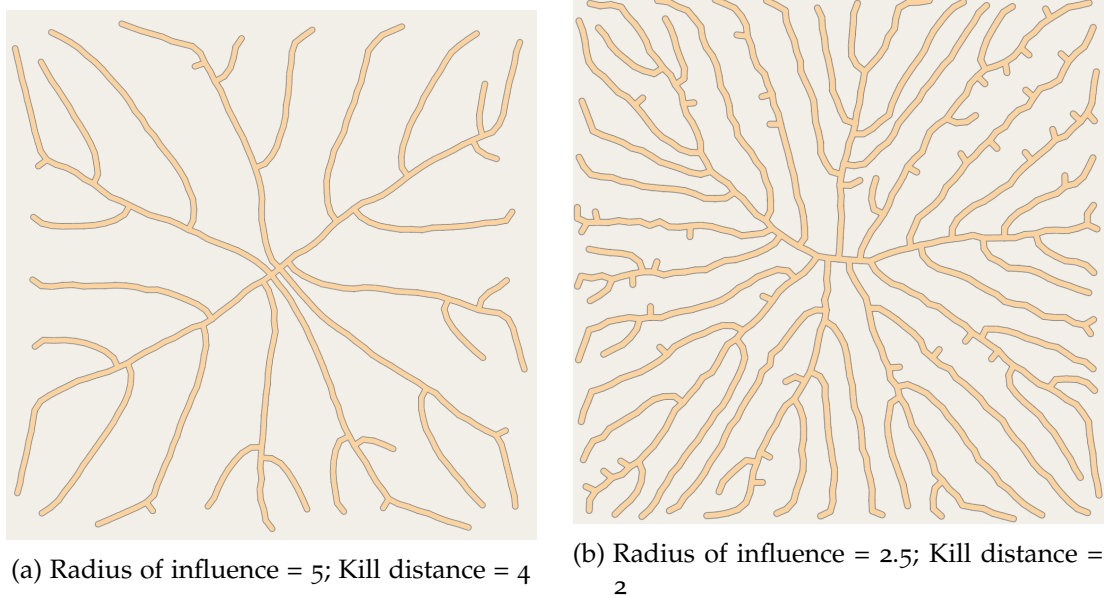 (a) Radius of influence = 5; Kill distance = 4
(b) Radius of influence = 2.5; Kill distance =
2